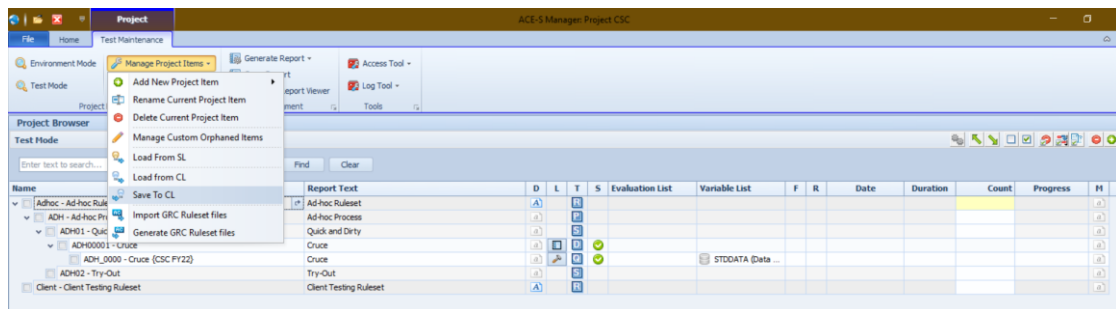 Project
ACE-S Manager: Project CSC
File Home Test Maintenance
Environment Mode Manage Project Items Generate Report Access Tool
Test Mode Report Viewer Log Tool
Project Tools
Add New Project Item
Rename Current Project Item
Delete Current Project Item
Manage Custom Orphaned Items
Load From SL
Load from CL
Save To CL
Import GRC Ruleset files
Generate GRC Ruleset files
Project Browser
Test Mode
Enter text to search... Find Clear
Name Report Text D L T S Evaluation List Variable List F R Date Duration Count Progress M
Adhoc - Ad-hoc Rule Ad-hoc Ruleset A R
ADH - Ad-hoc Pr Ad-hoc Process a P a
ADH01 - Quic Quick and Dirty a S a
ADH00001 - Cruce Cruce a D a
ADH_0000 - Cruce {CSC FY22} Cruce a Q STDDATA {Data ... a
ADH02 - Try-Out Try-Out a S a
Client - Client Testing Ruleset Client Testing Ruleset A R a